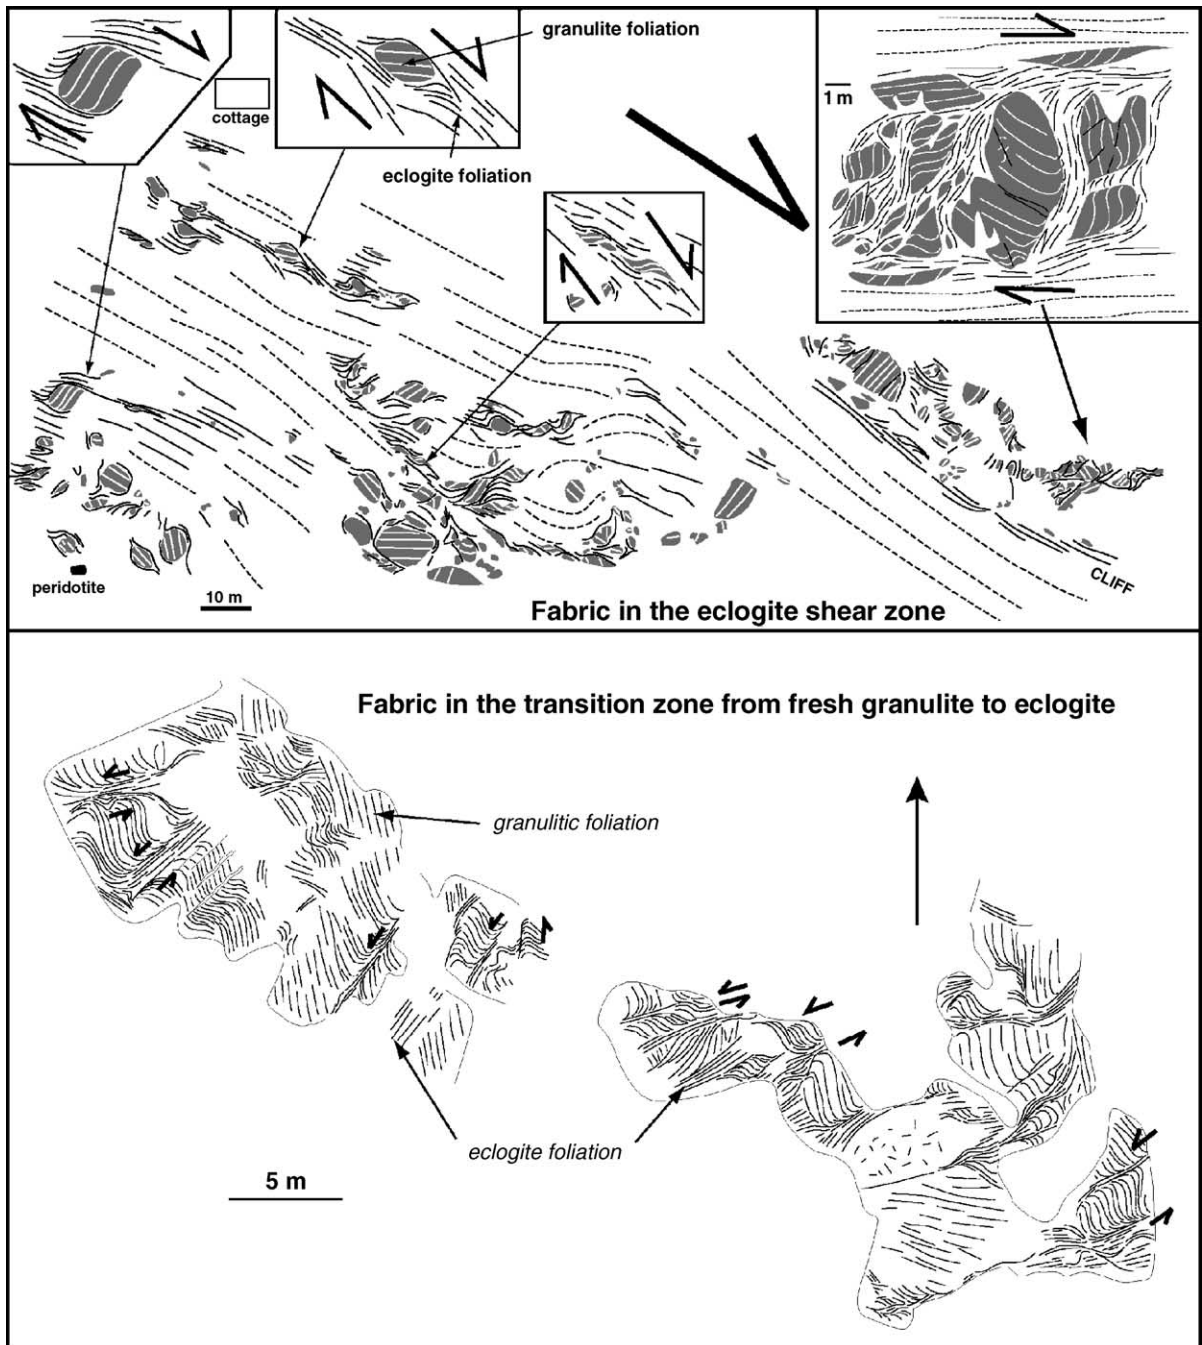 granulite foliation
cottage
eclogite foliation
1 m
peridotite
10 m
CLIFF
Fabric in the eclogite shear zone
Fabric in the transition zone from fresh granulite to eclogite
granulitic foliation
eclogite foliation
5 m